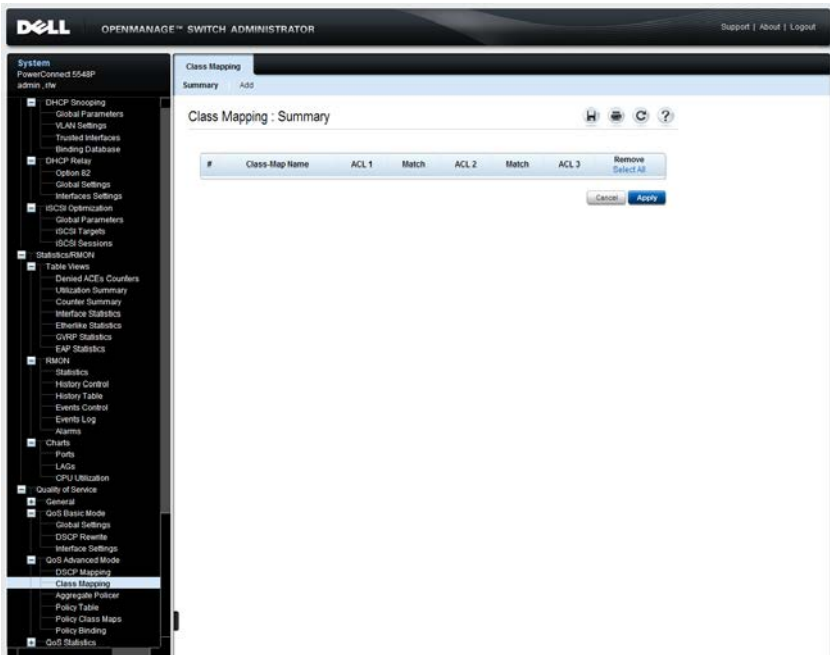 DELL
OPENMANAGE™ SWITCH ADMINISTRATOR
Support | About | Logout
System
PowerConnect 5548P
admin , r/w
DHCP Snooping
Global Parameters
VLAN Settings
Trusted Interfaces
Binding Database
DHCP Relay
Option 82
Global Settings
Interfaces Settings
iSCSI Optimization
Global Parameters
iSCSI Targets
iSCSI Sessions
Statistics/RMON
Table Views
Denied ACEs Counters
Utilization Summary
Counter Summary
Interface Statistics
Etherlike Statistics
GVRP Statistics
EAP Statistics
RMON
Statistics
History Control
History Table
Events Control
Events Log
Alarms
Charts
Ports
LAGs
CPU Utilization
Quality of Service
General
QoS Basic Mode
Global Settings
DSCP Rewrite
Interface Settings
QoS Advanced Mode
DSCP Mapping
Class Mapping
Aggregate Policer
Policy Table
Policy Class Maps
Policy Binding
QoS Statistics
Class Mapping
Summary Add
Class Mapping : Summary
# Class-Map Name ACL 1 Match ACL 2 Match ACL 3 Remove
Select All
Cancel Apply